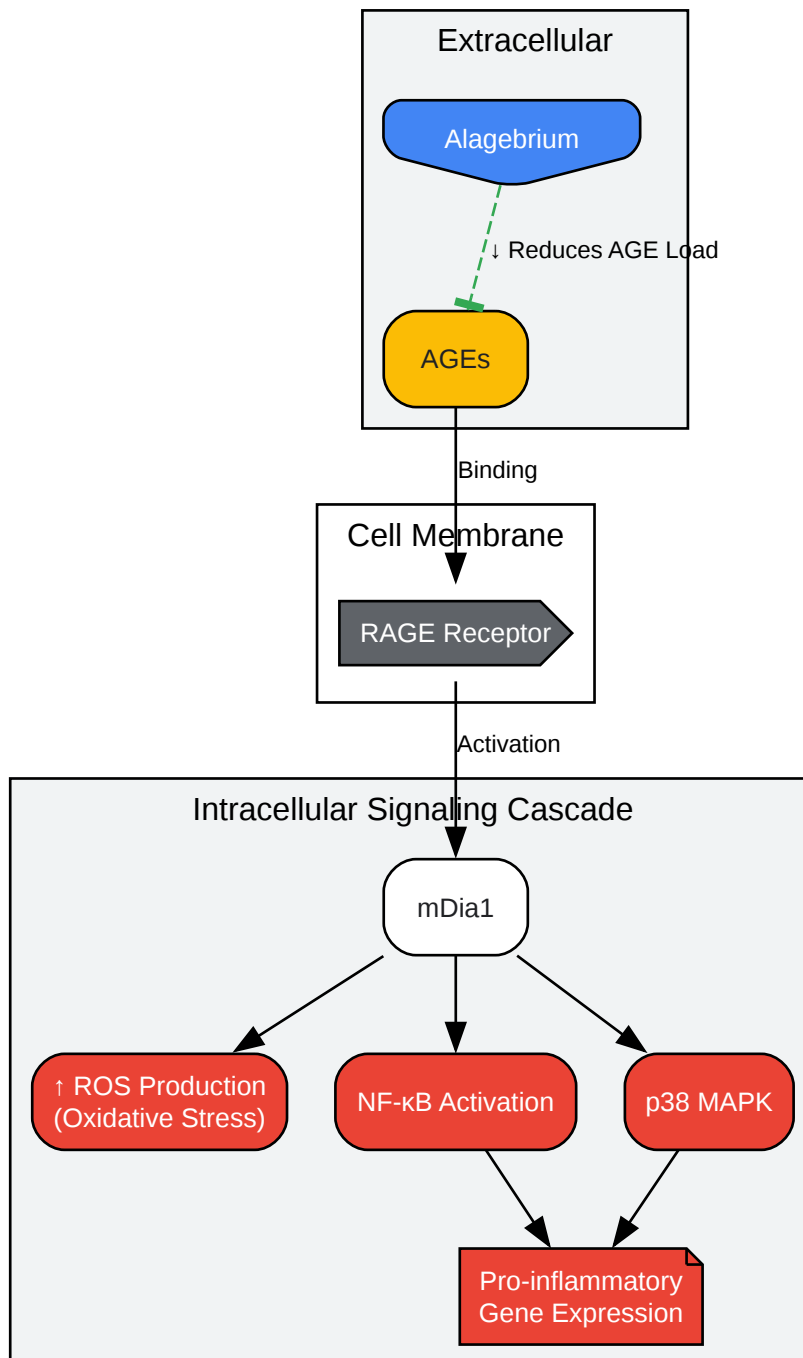 Extracellular
Alagebrium
↓ Reduces AGE Load
AGEs
Binding
Cell Membrane
RAGE Receptor
Activation
Intracellular Signaling Cascade
mDia1
↑ ROS Production
(Oxidative Stress)
NF-κB Activation
p38 MAPK
Pro-inflammatory
Gene Expression